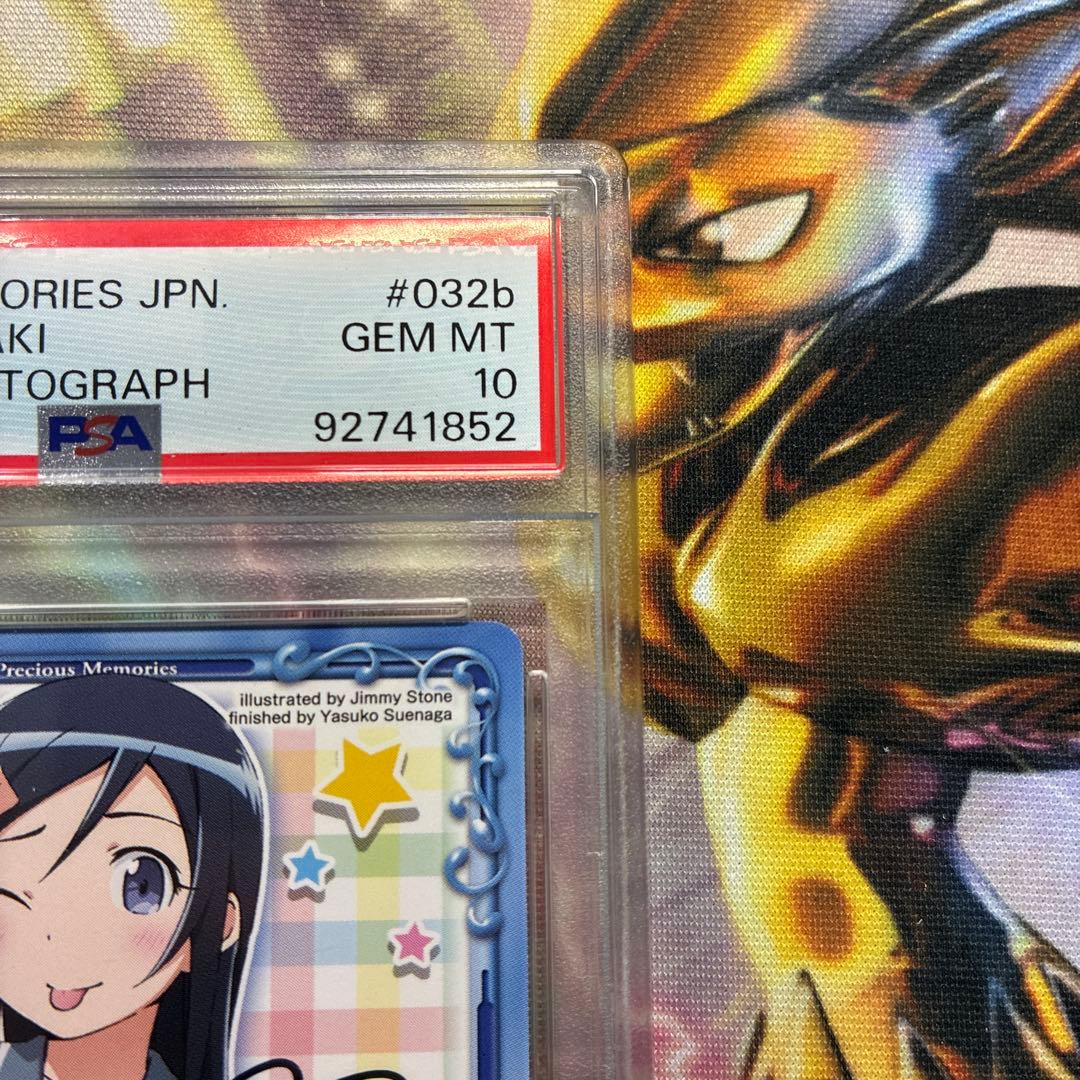 ORIES JPN. #032b
AKI GEM MT
TOGRAPH 10
PSA 92741852
Precious Memories
illustrated by Jimmy Stone
finished by Yasuko Suenaga